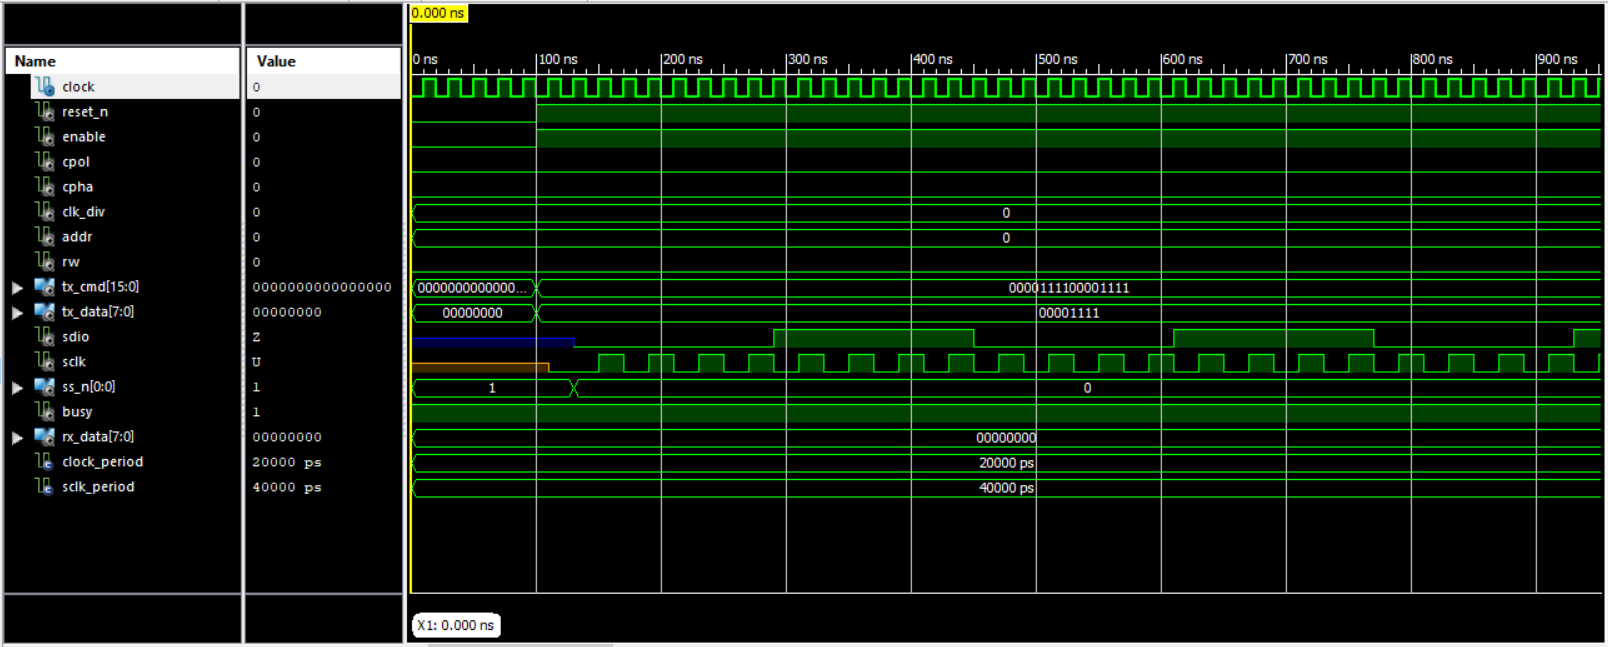 0.000 ns
Name Value 0 ns 100 ns 200 ns 300 ns 400 ns 500 ns 600 ns 700 ns 800 ns 900 ns
clock 0
reset_n 0
enable 0
cpol 0
cpha 0
clk_div 0 0
addr 0 0
rw 0
tx_cmd[15:0] 0000000000000000 0000000000000... 0000111100001111
tx_data[7:0] 00000000 00000000 00001111
sdio Z
sclk U
ss_n[0:0] 1 1 0
busy 1
rx_data[7:0] 00000000 00000000
clock_period 20000 ps 20000 ps
sclk_period 40000 ps 40000 ps
X1: 0.000 ns